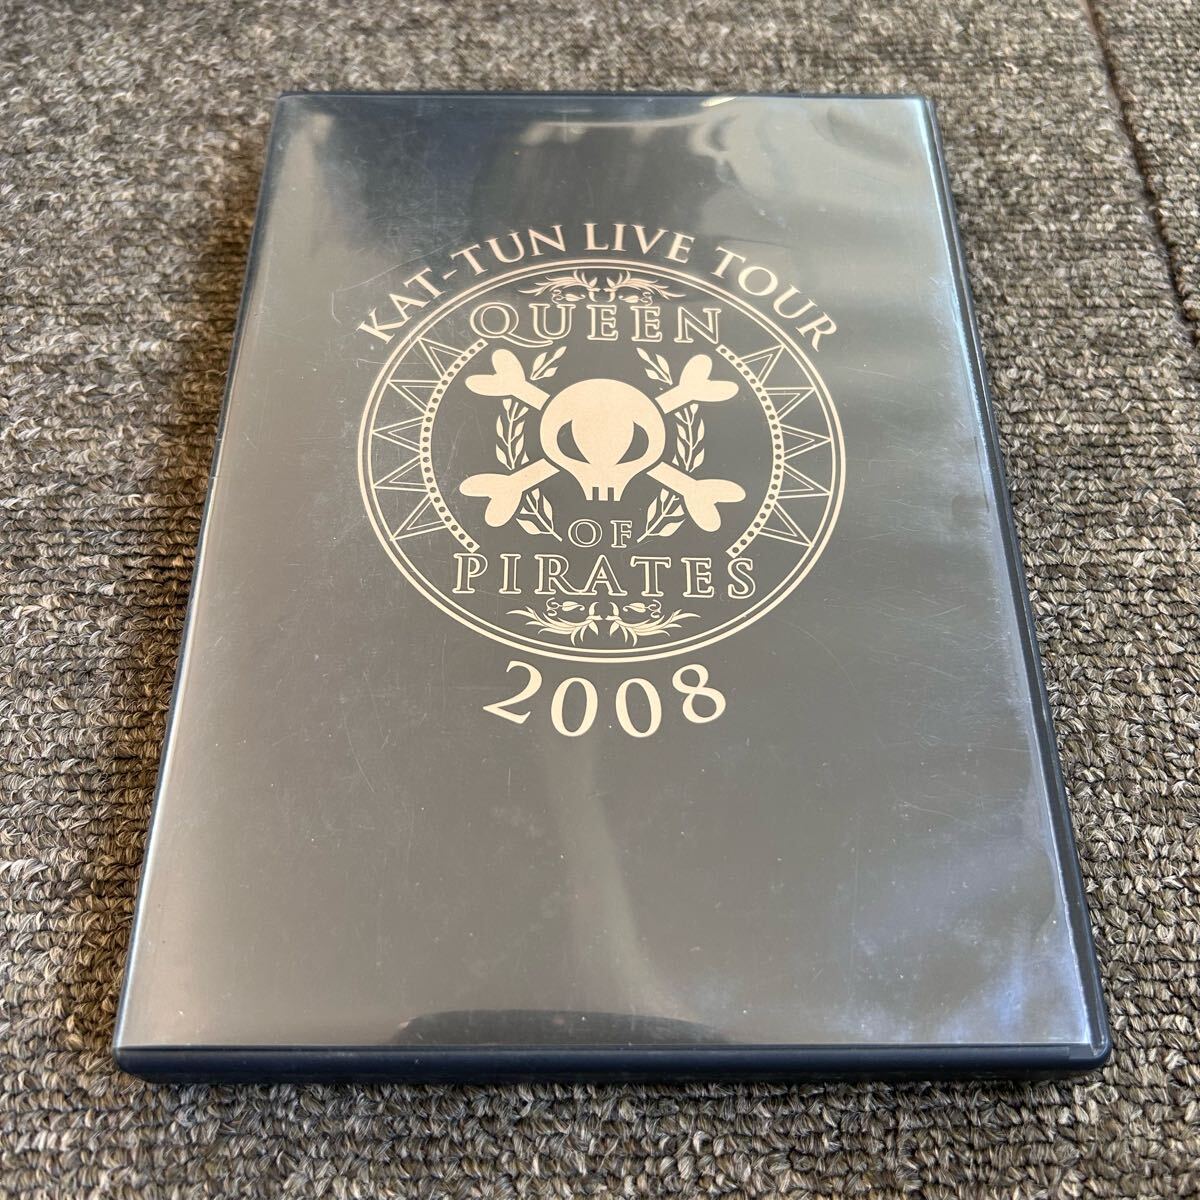 KAT-TUN LIVE TOUR
QUEEN
OF
PIRATES
2008